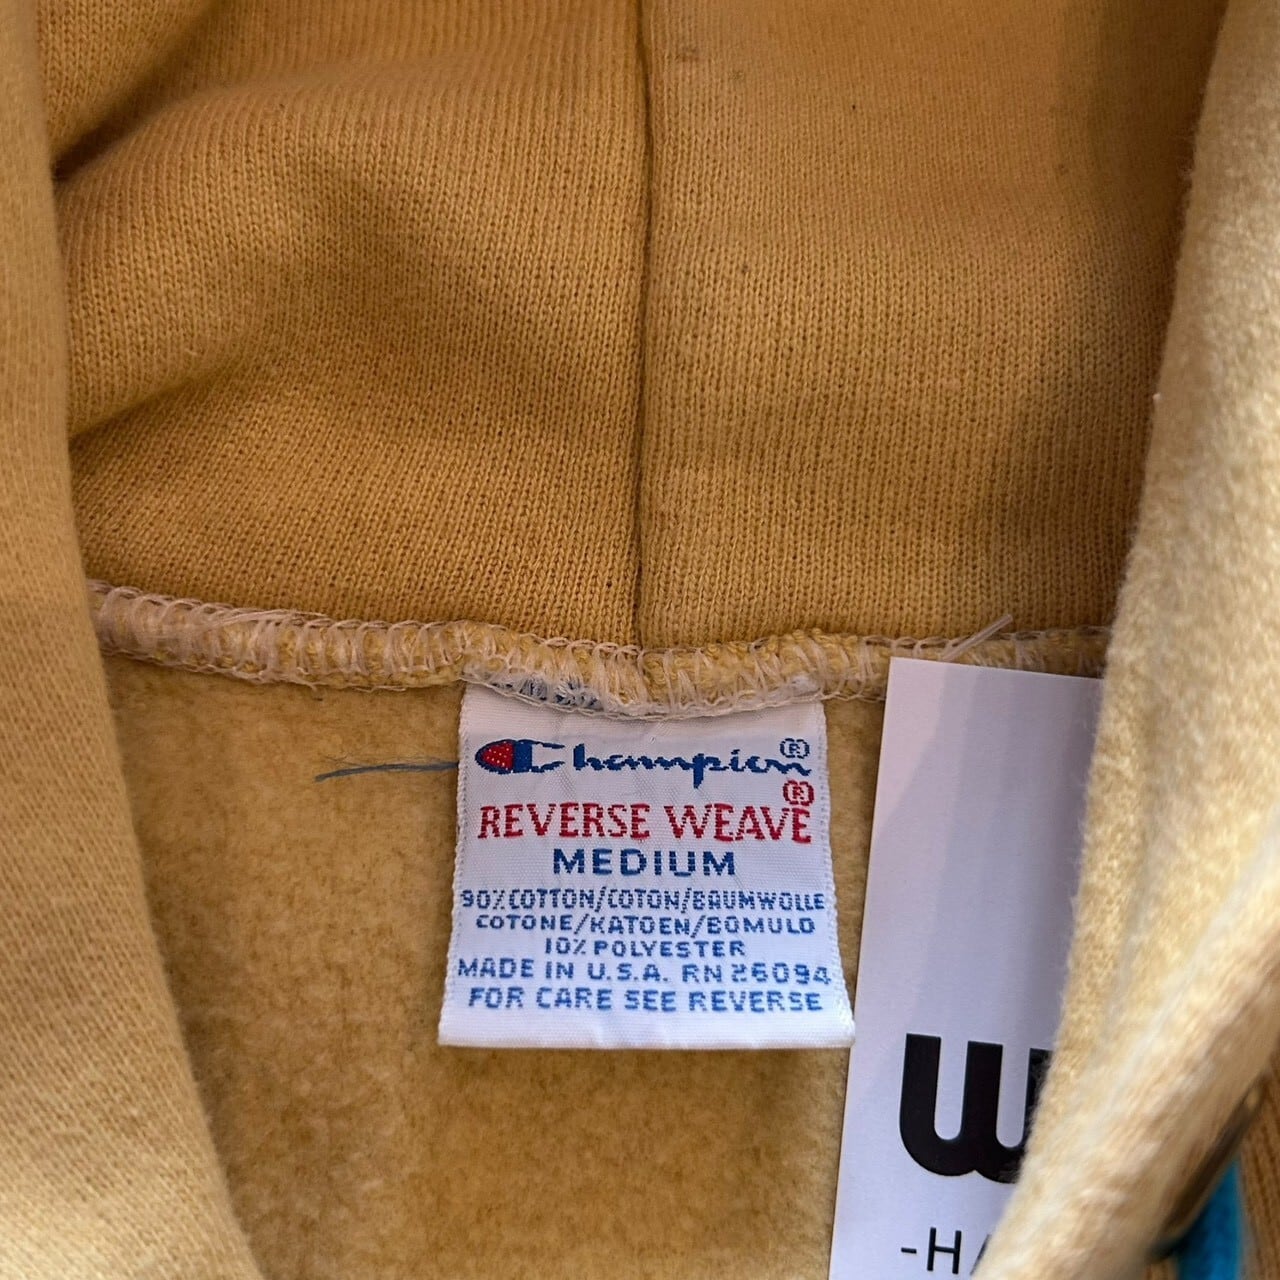 Champion®
REVERSE WEAVE®
MEDIUM
90% COTTON/COTON/BAUMWOLLE
COTONE/KATOEN/BOMULD
10% POLYESTER
MADE IN U.S.A. RN 26094
FOR CARE SEE REVERSE